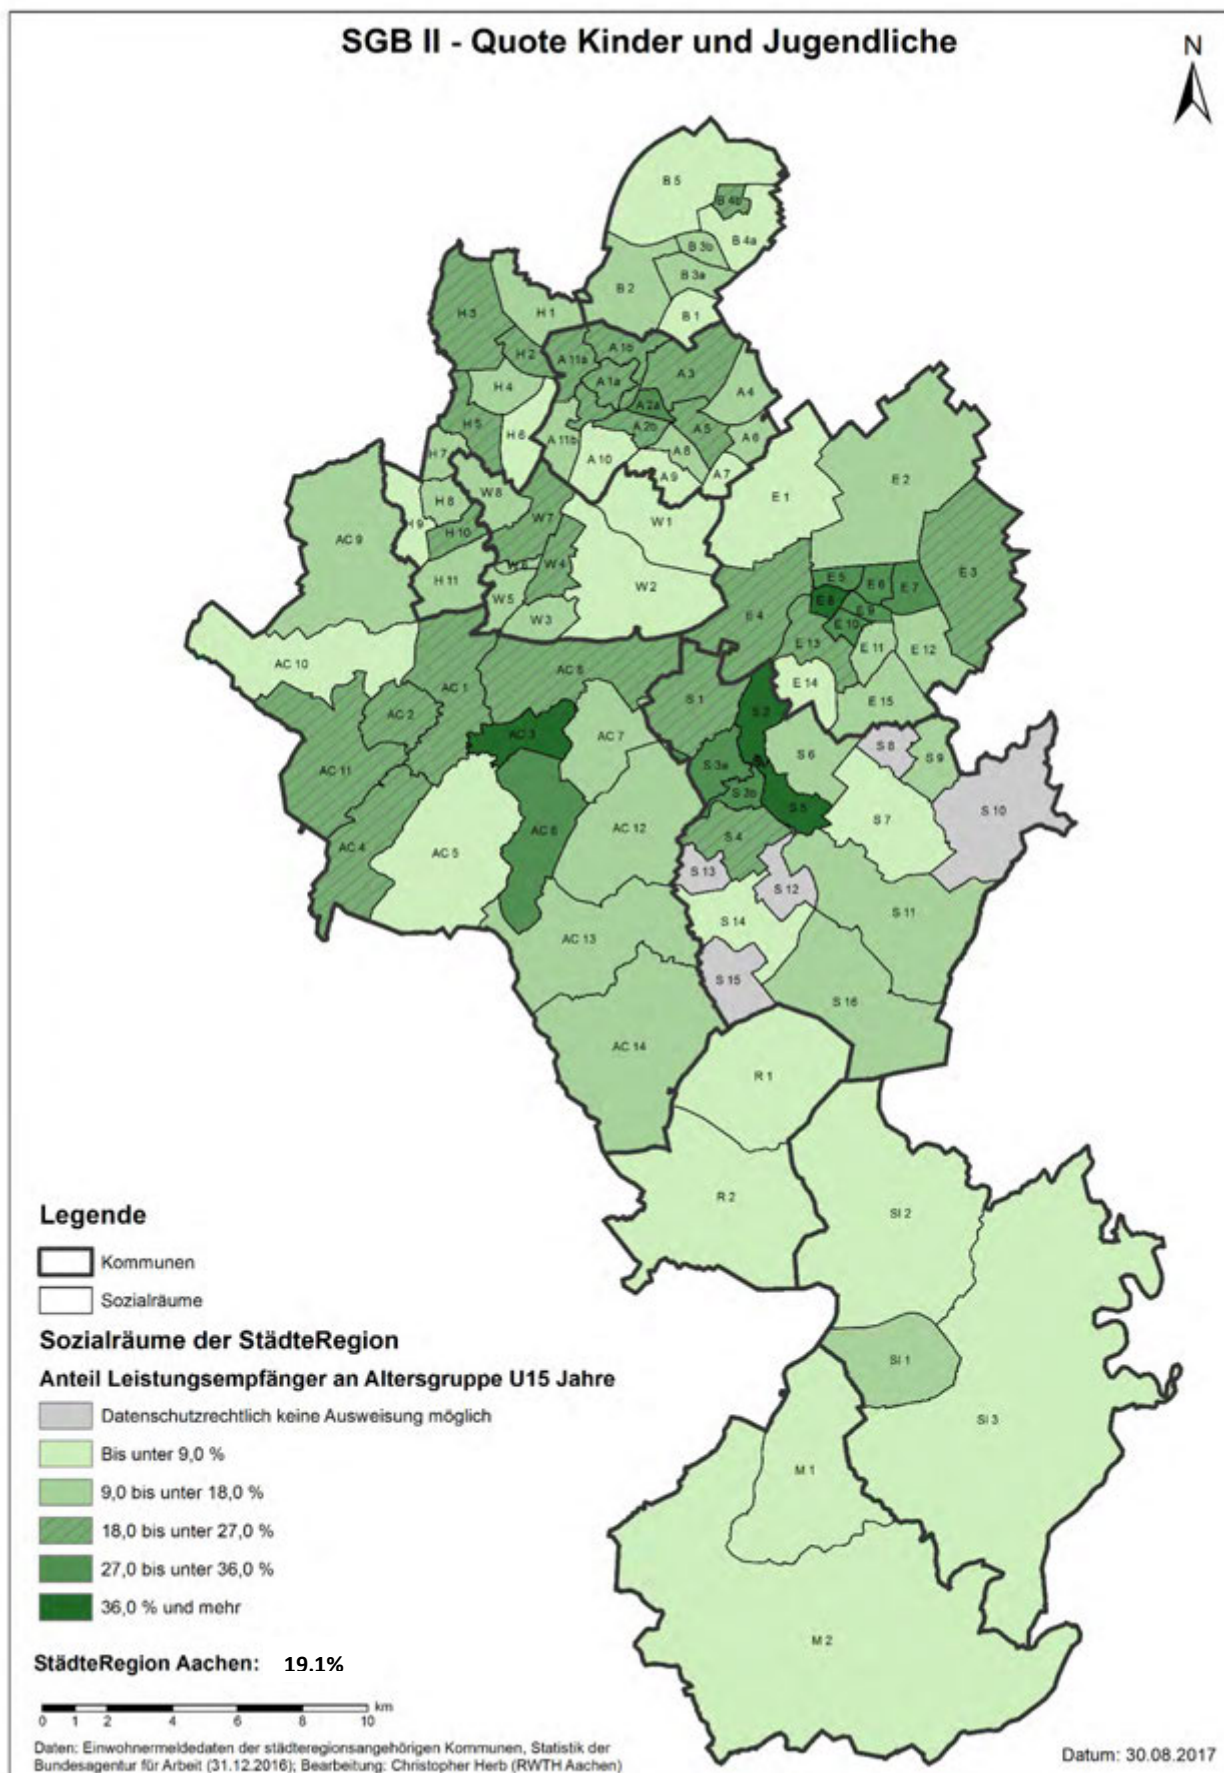 SGB II - Quote Kinder und Jugendliche
N
B 5
B 4b
B 4a
B 3b
B 3a
B 2
B 1
H 3
H 1
H 2
H 4
H 5
H 6
H 7
H 8
H 9
H 10
H 11
A 11a
A 1b
A 1a
A 3
A 4
A 2a
A 2b
A 5
A 6
A 11b
A 8
A 10
A 9
A 7
W 8
W 7
W 1
W 4
W 2
W 6
W 5
W 3
E 1
E 2
E 3
E 5
E 6
E 7
E 8
E 9
E 10
E 4
E 13
E 11
E 12
E 14
E 15
AC 9
AC 10
AC 1
AC 2
AC 11
AC 3
AC 7
AC 4
AC 5
AC 6
AC 12
AC 13
AC 14
S 1
S 2
S 3a
S 3b
S 5
S 6
S 8
S 9
S 7
S 10
S 4
S 13
S 12
S 14
S 11
S 15
S 16
R 1
R 2
SI 2
SI 1
SI 3
M 1
M 2
Legende
Kommunen
Sozialräume
Sozialräume der StädteRegion
Anteil Leistungsempfänger an Altersgruppe U15 Jahre
Datenschutzrechtlich keine Ausweisung möglich
Bis unter 9,0 %
9,0 bis unter 18,0 %
18,0 bis unter 27,0 %
27,0 bis unter 36,0 %
36,0 % und mehr
StädteRegion Aachen: 19.1%
km
0 1 2 4 6 8 10
Daten: Einwohnermeldedaten der städteregionsangehörigen Kommunen, Statistik der
Bundesagentur für Arbeit (31.12.2016); Bearbeitung: Christopher Herb (RWTH Aachen)
Datum: 30.08.2017